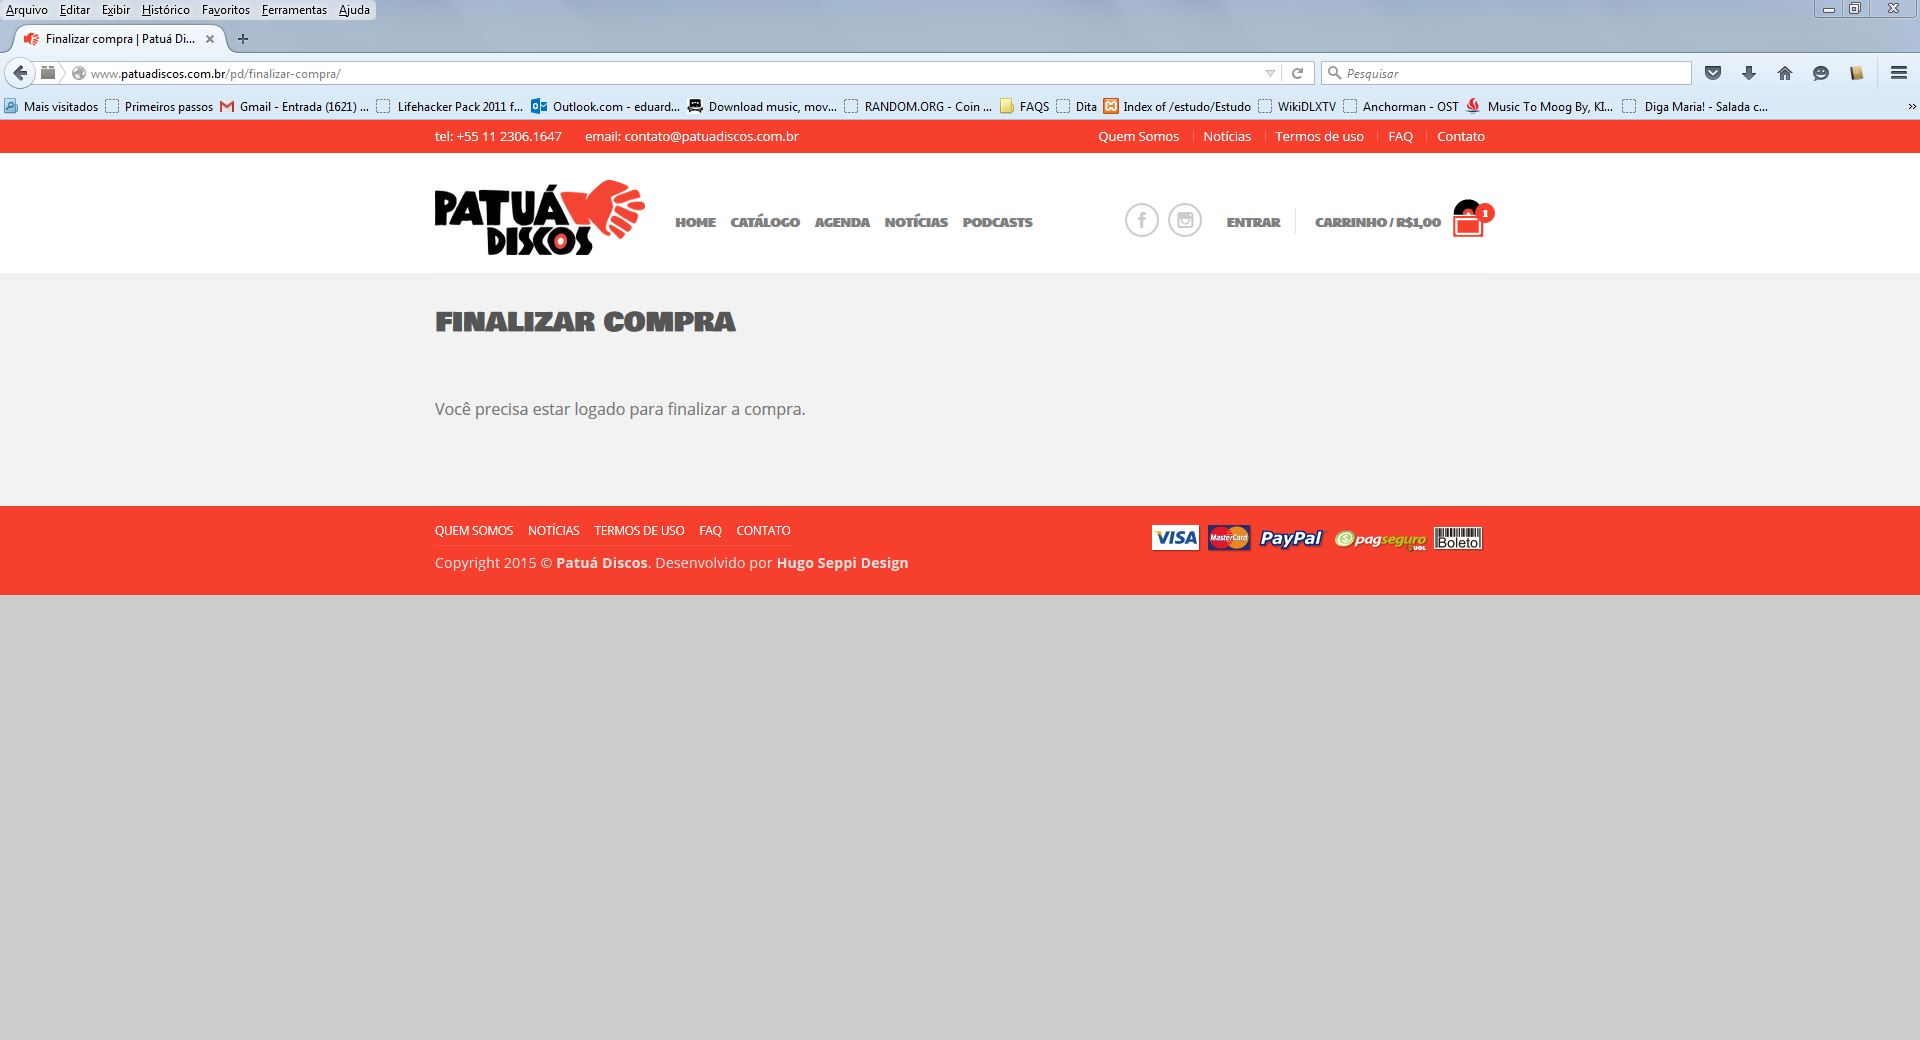 Arquivo Editar Exibir Histórico Favoritos Ferramentas Ajuda
Finalizar compra | Patuá Di...
www.patuadiscos.com.br/pd/finalizar-compra/
Pesquisar
Mais visitados Primeiros passos Gmail - Entrada (1621) ... Lifehacker Pack 2011 f... Outlook.com - eduard... Download music, mov... RANDOM.ORG - Coin ... FAQS Dita Index of /estudo/Estudo WikiDLXTV Anchorman - OST Music To Moog By, KI... Diga Maria! - Salada c... »
tel: +55 11 2306.1647 email: contato@patuadiscos.com.br Quem Somos Notícias Termos de uso FAQ Contato
PATUÁ
DISCOS
HOME CATÁLOGO AGENDA NOTÍCIAS PODCASTS ENTRAR CARRINHO / R$1,00 1
FINALIZAR COMPRA
Você precisa estar logado para finalizar a compra.
QUEM SOMOS NOTÍCIAS TERMOS DE USO FAQ CONTATO
VISA MasterCard PayPal pagseguro UOL Boleto
Copyright 2015 © Patuá Discos. Desenvolvido por Hugo Seppi Design